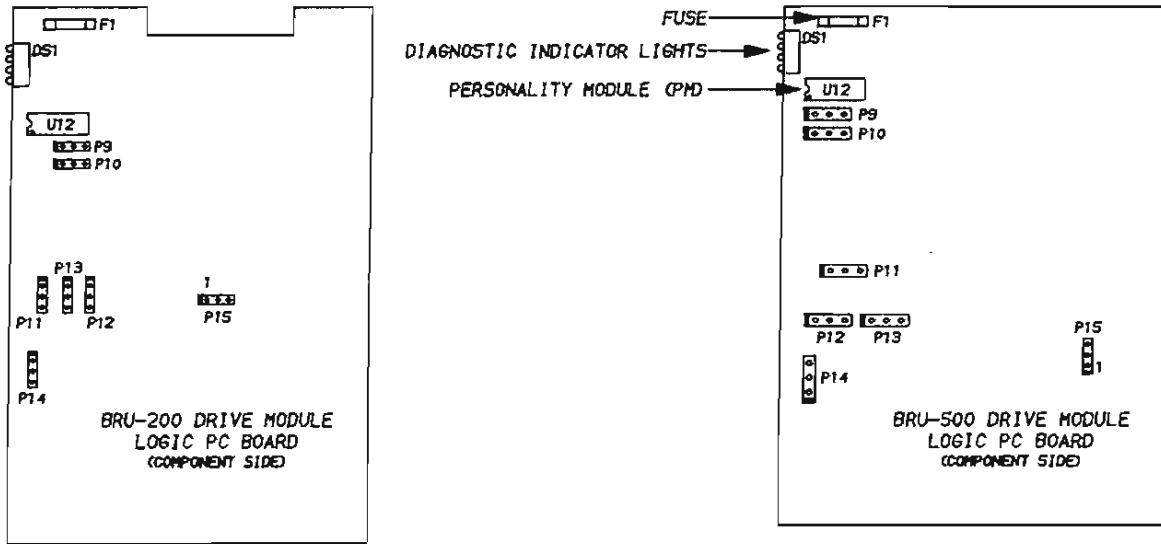 F1
DS1
U12
P9
P10
P13
P11
P12
1
P15
P14
BRU-200 DRIVE MODULE
LOGIC PC BOARD
(COMPONENT SIDE)
FUSE
DIAGNOSTIC INDICATOR LIGHTS
PERSONALITY MODULE (PM)
F1
DS1
U12
P9
P10
P11
P12
P13
P14
P15
1
BRU-500 DRIVE MODULE
LOGIC PC BOARD
(COMPONENT SIDE)